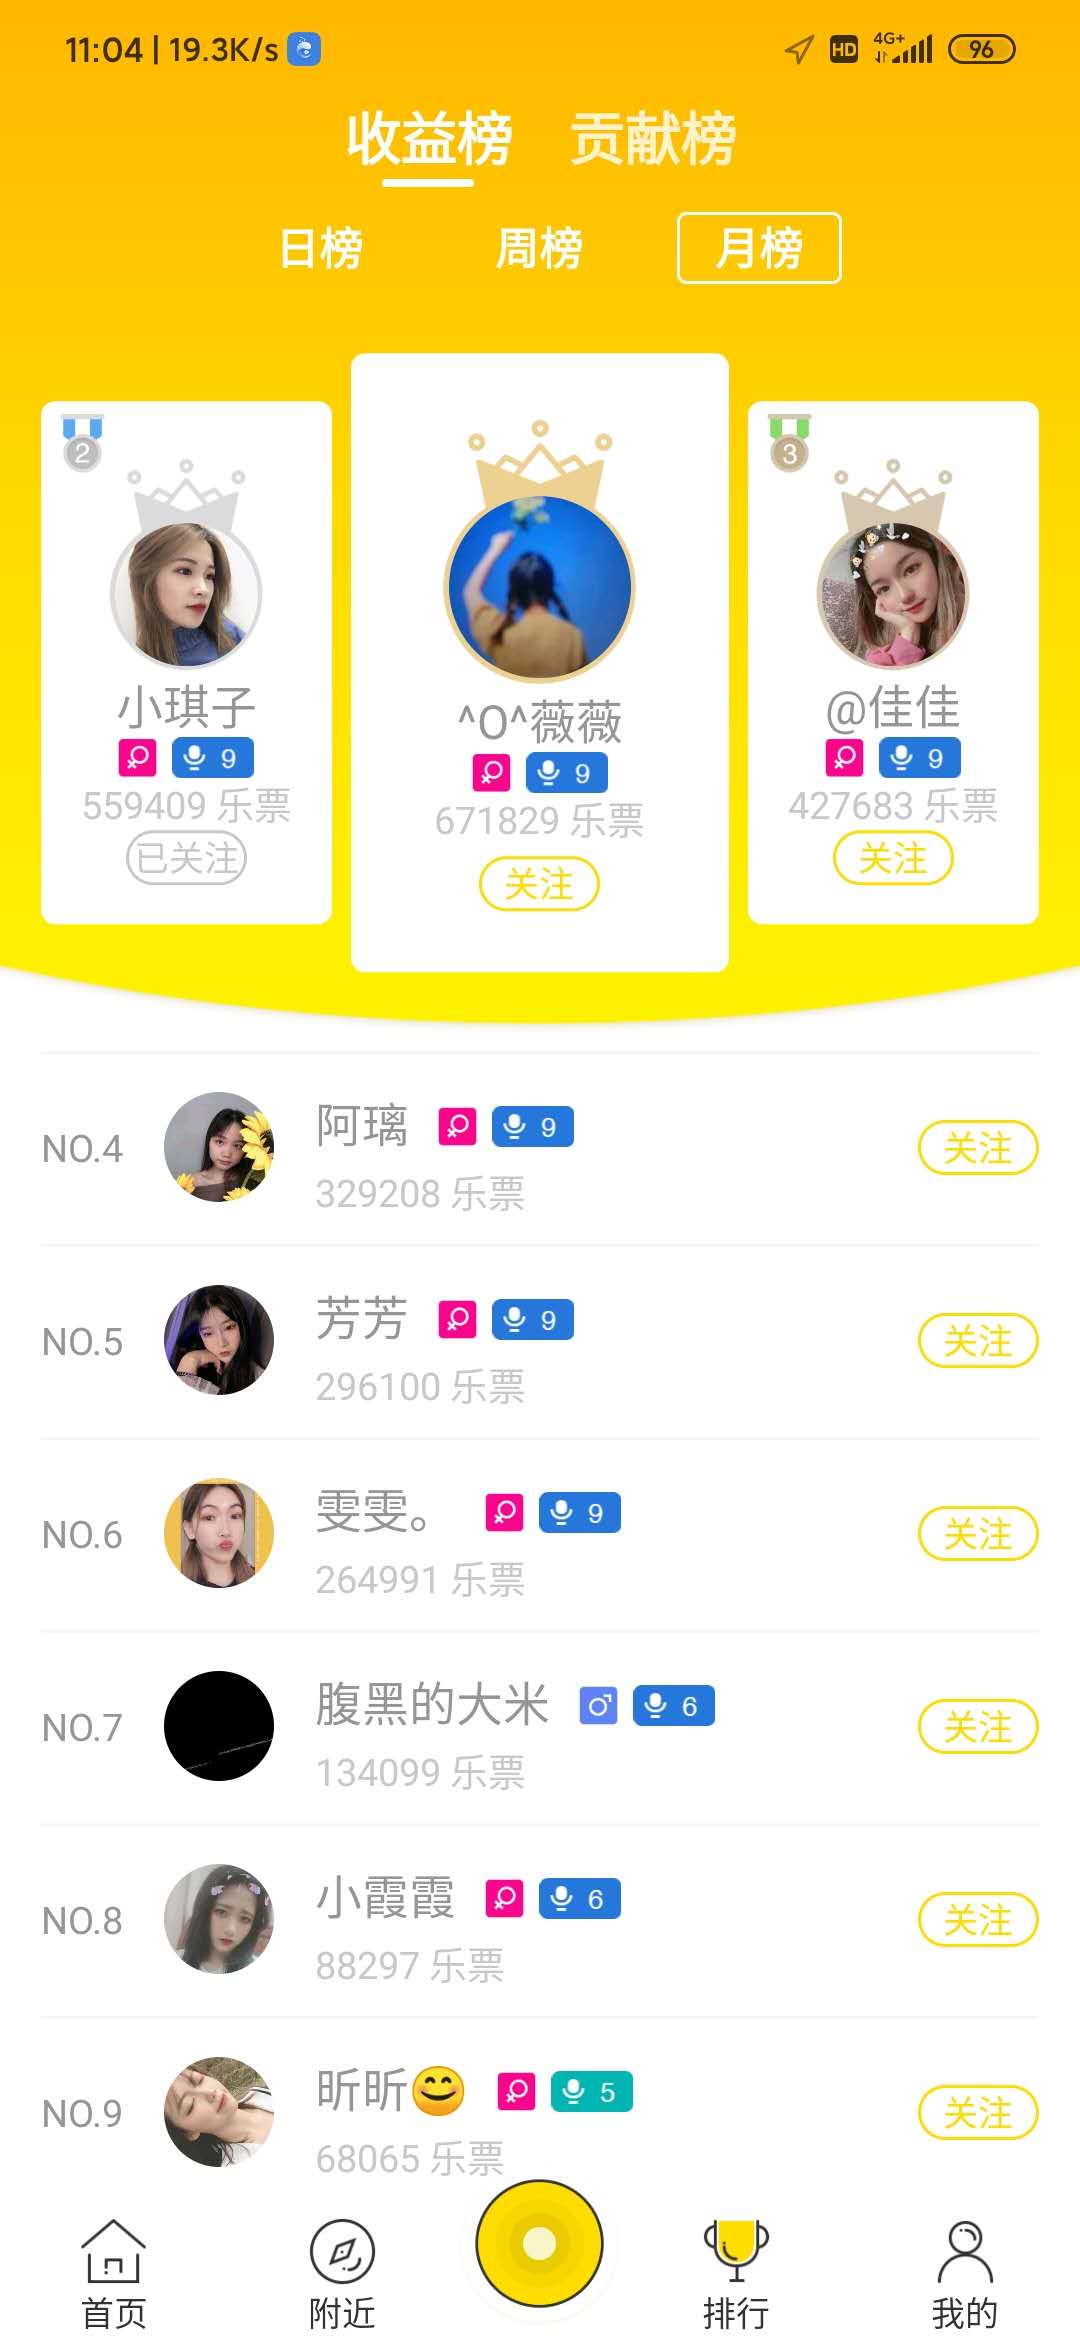 11:04 | 19.3K/s HD 4G+ 96
收益榜 贡献榜
日榜 周榜 月榜
2
小琪子
9
559409 乐票
已关注
^O^薇薇
9
671829 乐票
关注
3
@佳佳
9
427683 乐票
关注
NO.4 阿璃 9
329208 乐票
关注
NO.5 芳芳 9
296100 乐票
关注
NO.6 雯雯。 9
264991 乐票
关注
NO.7 腹黑的大米 6
134099 乐票
关注
NO.8 小霞霞 6
88297 乐票
关注
NO.9 昕昕😊 5
68065 乐票
关注
首页 附近 排行 我的